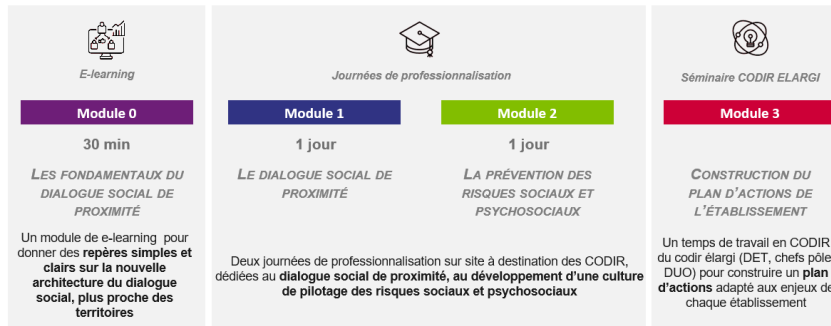 E-learning
Module 0
30 min
LES FONDAMENTAUX DU
DIALOGUE SOCIAL DE
PROXIMITÉ
Un module de e-learning pour
donner des repères simples et
clairs sur la nouvelle
architecture du dialogue
social, plus proche des
territoires
Journées de professionnalisation
Module 1
1 jour
LE DIALOGUE SOCIAL DE
PROXIMITÉ
Module 2
1 jour
LA PRÉVENTION DES
RISQUES SOCIAUX ET
PSYCHOSOCIAUX
Deux journées de professionnalisation sur site à destination des CODIR,
dédiées au dialogue social de proximité, au développement d'une culture
de pilotage des risques sociaux et psychosociaux
Séminaire CODIR ELARGI
Module 3
CONSTRUCTION DU
PLAN D'ACTIONS DE
L'ÉTABLISSEMENT
Un temps de travail en CODIR
du codir élargi (DET, chefs pôle
DUO) pour construire un plan
d'actions adapté aux enjeux de
chaque établissement